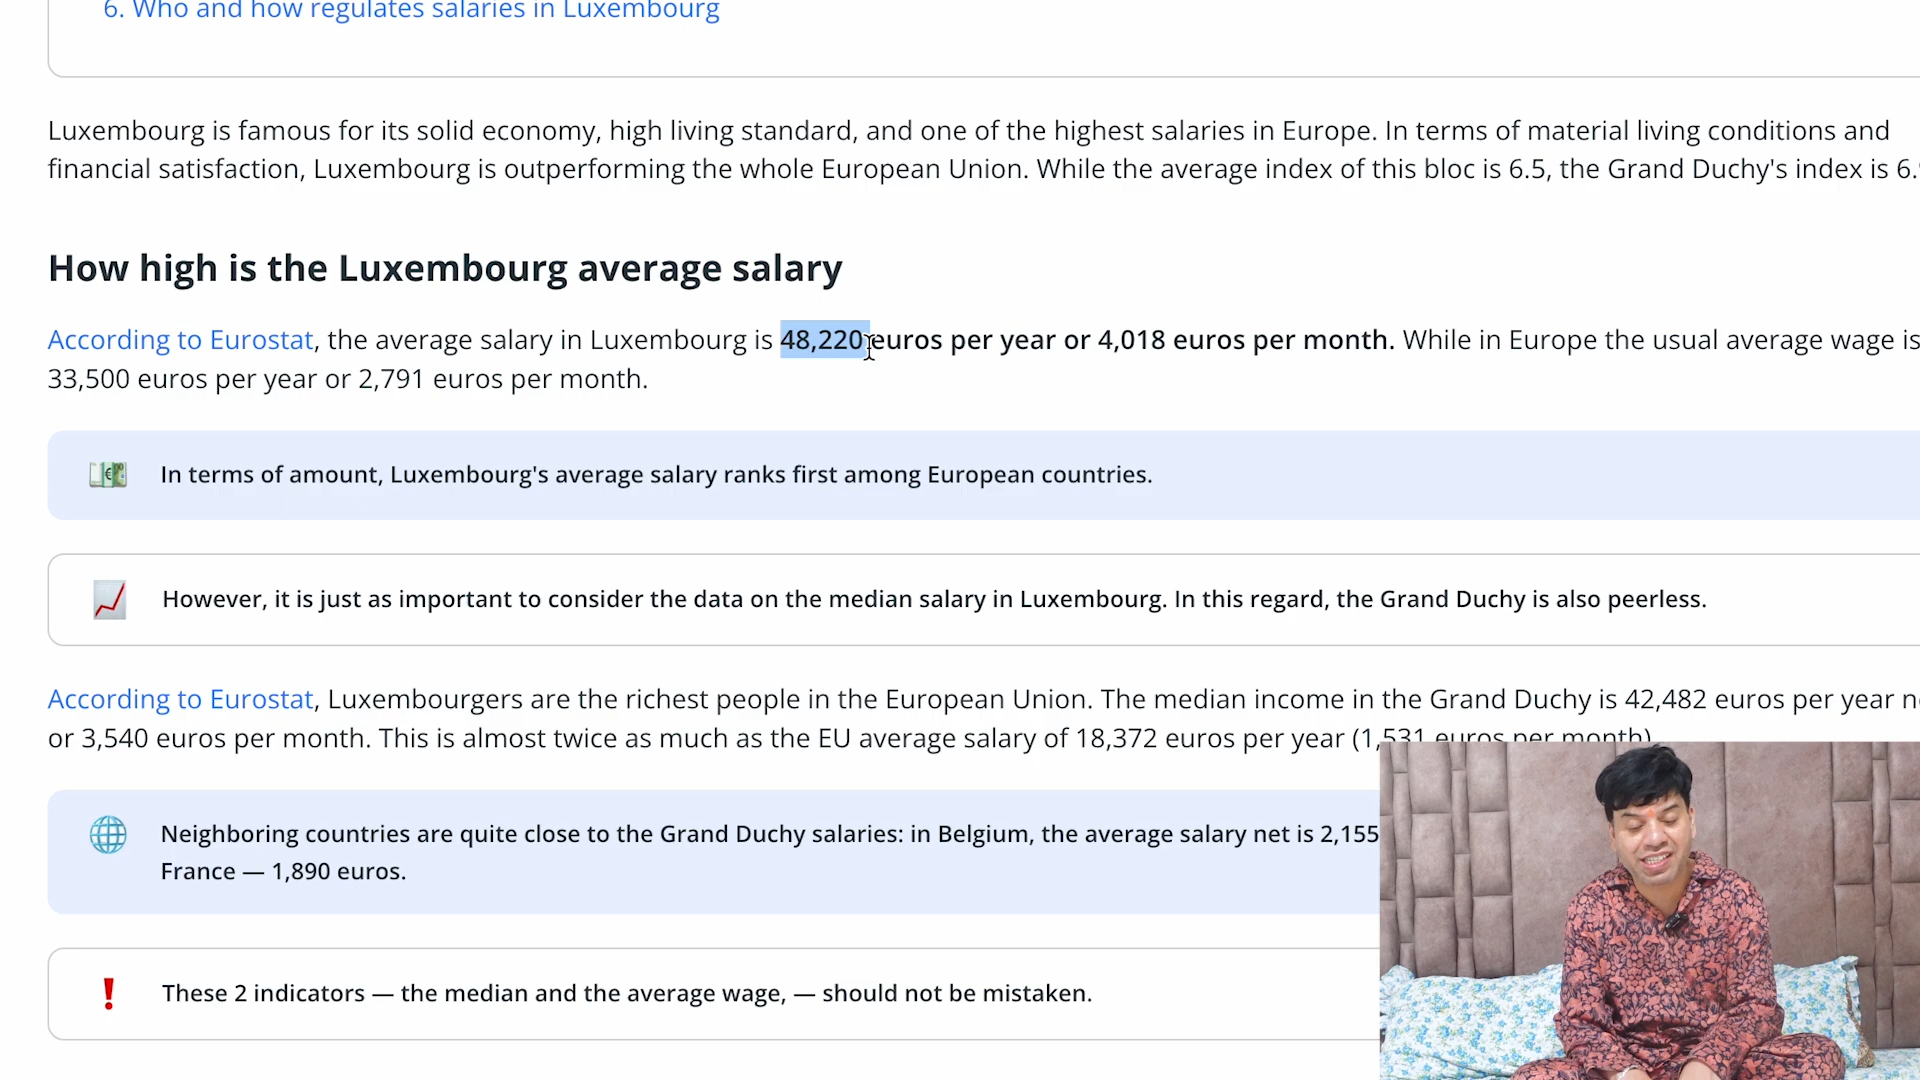 6. Who and how regulates salaries in Luxembourg
Luxembourg is famous for its solid economy, high living standard, and one of the highest salaries in Europe. In terms of material living conditions and
financial satisfaction, Luxembourg is outperforming the whole European Union. While the average index of this bloc is 6.5, the Grand Duchy's index is 6.
How high is the Luxembourg average salary
According to Eurostat, the average salary in Luxembourg is 48,220 euros per year or 4,018 euros per month. While in Europe the usual average wage is
33,500 euros per year or 2,791 euros per month.
In terms of amount, Luxembourg's average salary ranks first among European countries.
However, it is just as important to consider the data on the median salary in Luxembourg. In this regard, the Grand Duchy is also peerless.
According to Eurostat, Luxembourgers are the richest people in the European Union. The median income in the Grand Duchy is 42,482 euros per year
or 3,540 euros per month. This is almost twice as much as the EU average salary of 18,372 euros per year (1,531 euros per month)
Neighboring countries are quite close to the Grand Duchy salaries: in Belgium, the average salary net is 2,155
France — 1,890 euros.
These 2 indicators — the median and the average wage, — should not be mistaken.